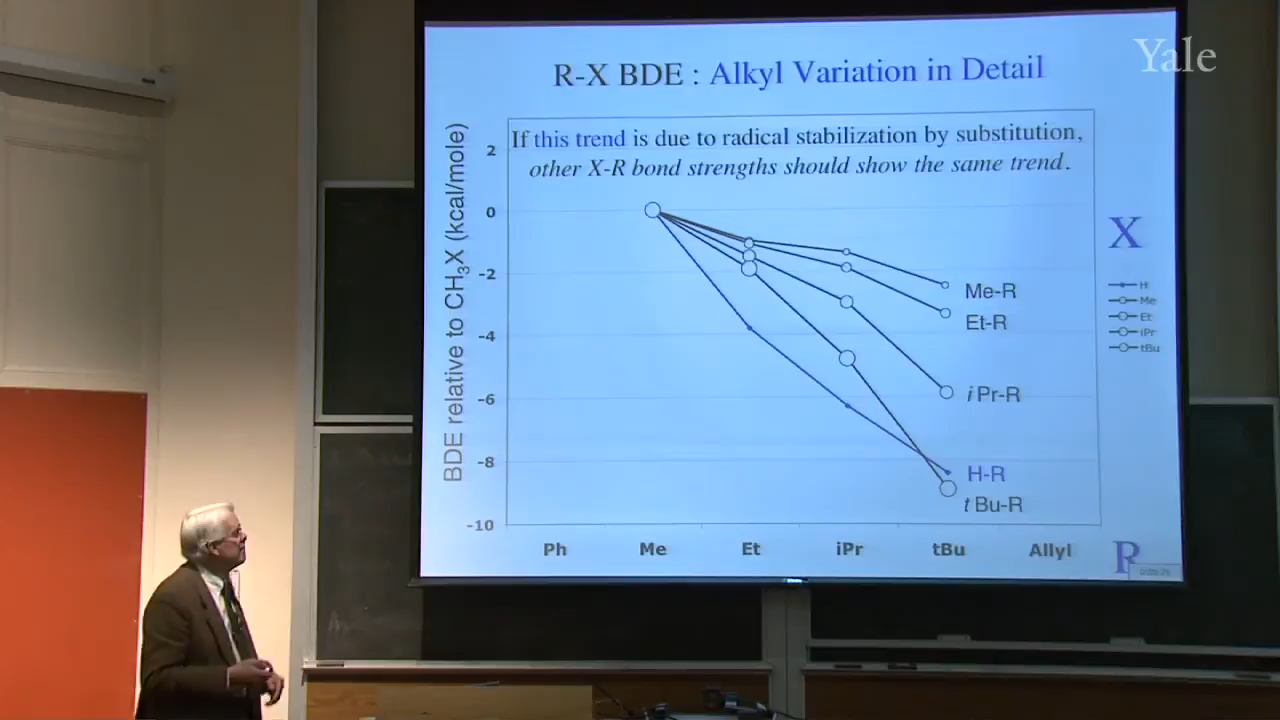 Yale
R-X BDE : Alkyl Variation in Detail
If this trend is due to radical stabilization by substitution,
other X-R bond strengths should show the same trend.
BDE relative to CH₃X (kcal/mole)
2
0
-2
-4
-6
-8
-10
Me-R
Et-R
i Pr-R
H-R
t Bu-R
X
H
Me
Et
iPr
tBu
Ph Me Et iPr tBu Allyl R